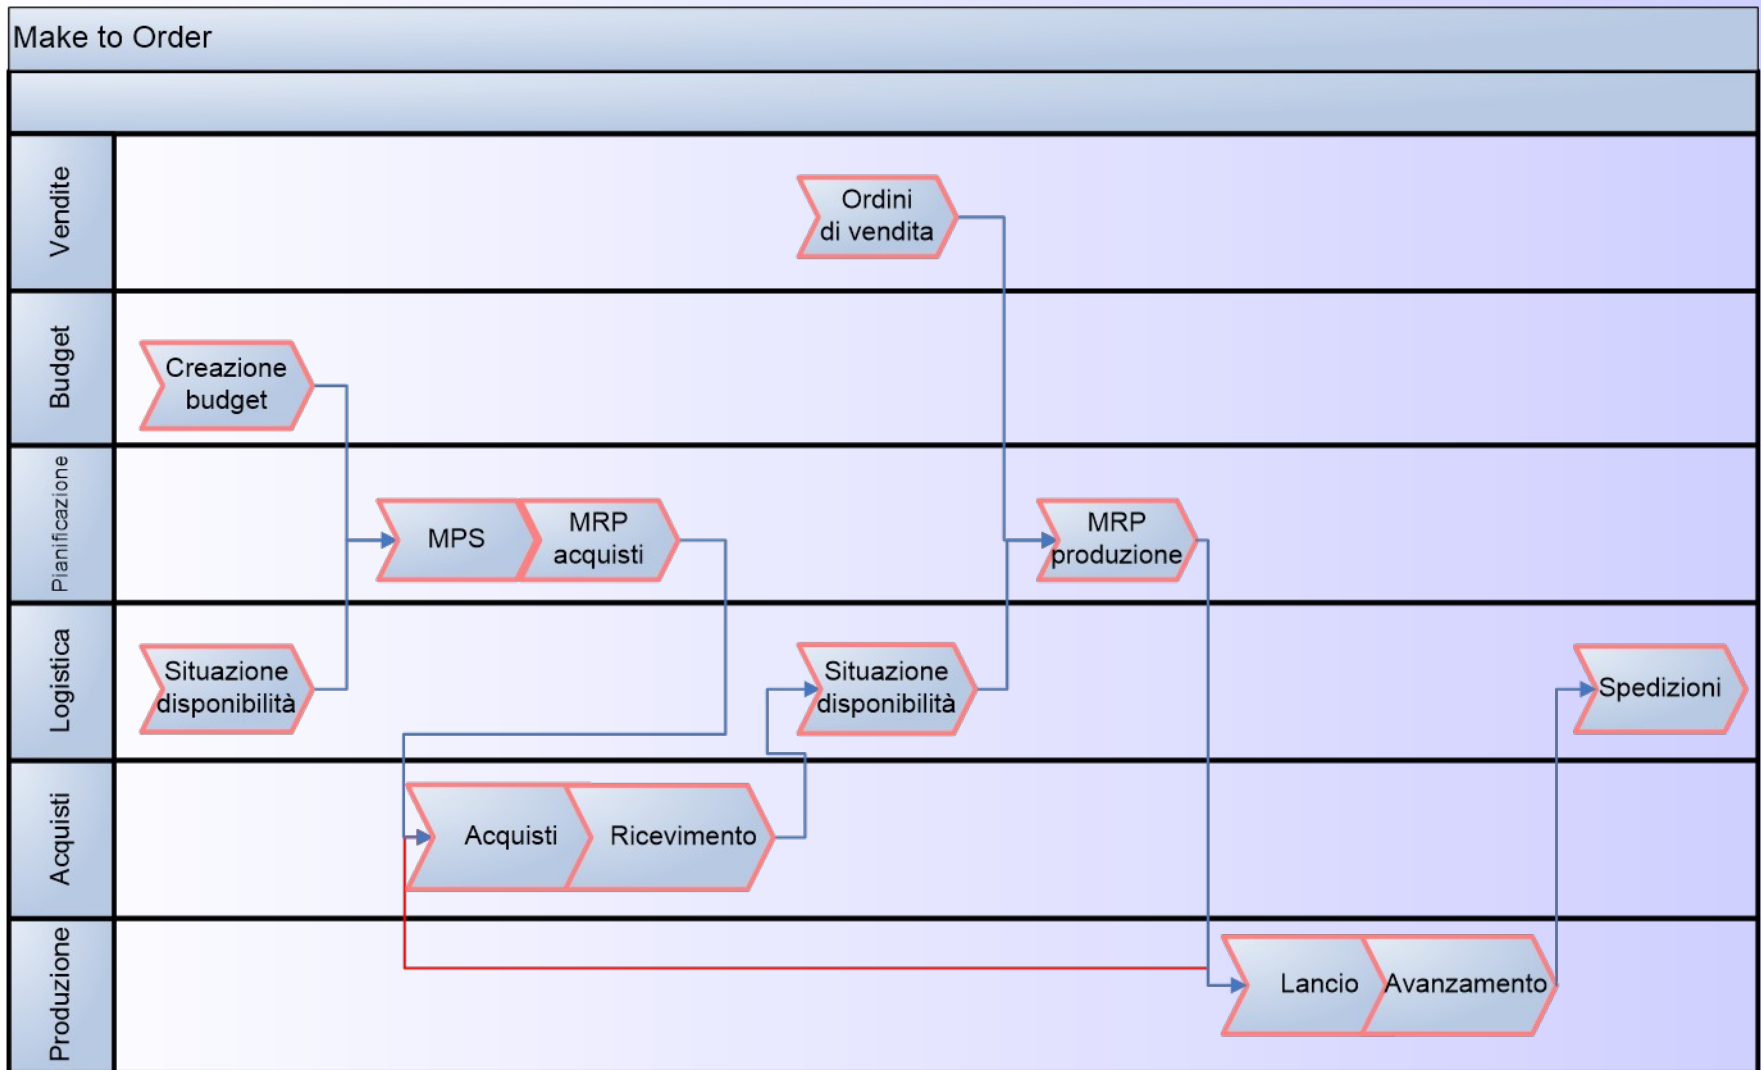 Make to Order
Vendite
Ordini
di vendita
Budget
Creazione
budget
Pianificazione
MPS
MRP
acquisti
MRP
produzione
Logistica
Situazione
disponibilità
Situazione
disponibilità
Spedizioni
Acquisti
Acquisti
Ricevimento
Produzione
Lancio
Avanzamento